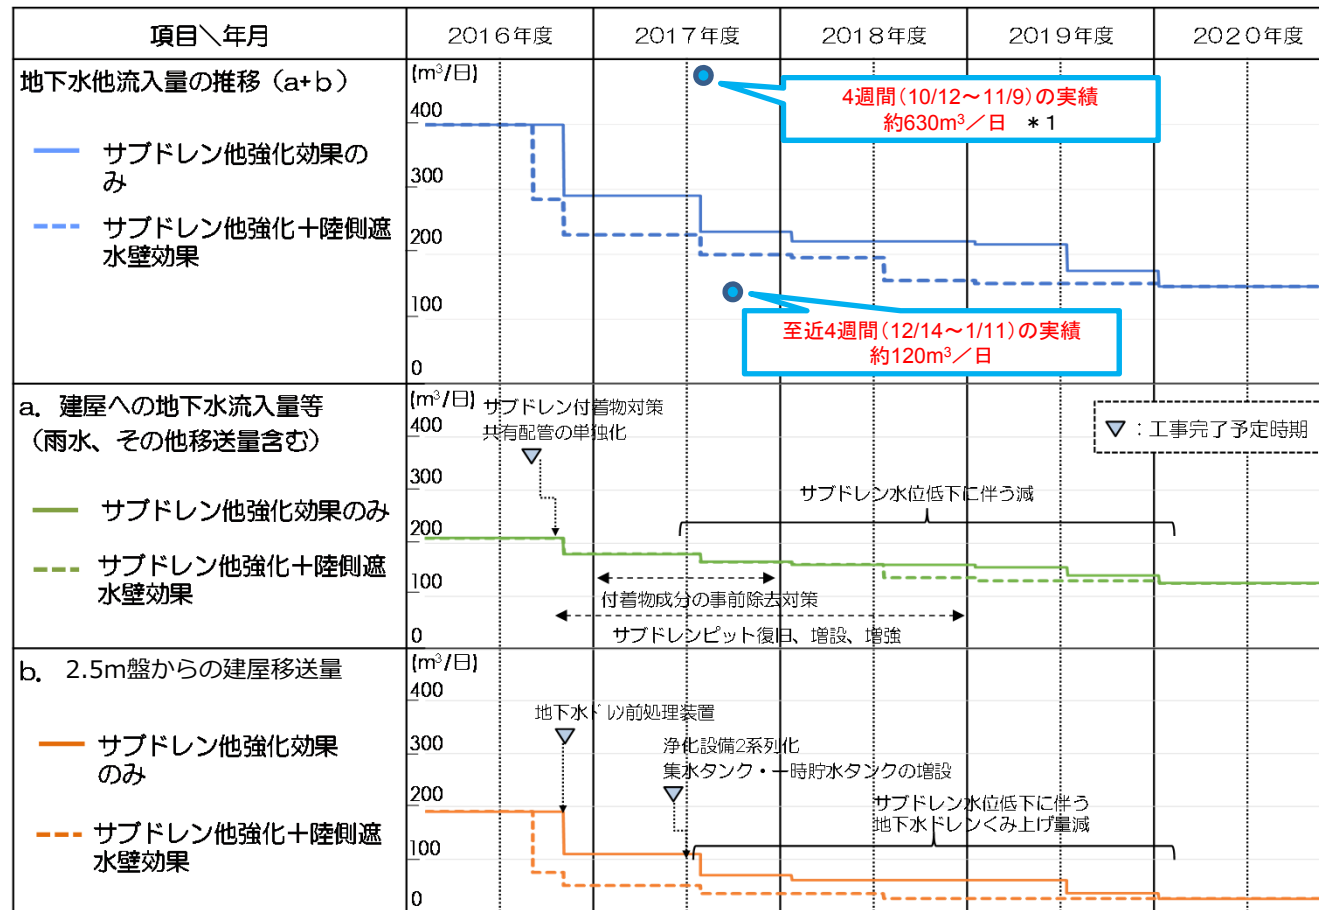 項目＼年月
2016年度
2017年度
2018年度
2019年度
2020年度
地下水他流入量の推移（a+b）
サブドレン他強化効果の
み
サブドレン他強化＋陸側遮
水壁効果
(m³/日)
400
300
200
100
0
4週間(10/12～11/9)の実績
約630m³／日　＊1
至近4週間(12/14～1/11)の実績
約120m³／日
a. 建屋への地下水流入量等
（雨水、その他移送量含む）
サブドレン他強化効果のみ
サブドレン他強化＋陸側遮
水壁効果
(m³/日)
400
300
200
100
0
サブドレン付着物対策
共有配管の単独化
▽：工事完了予定時期
サブドレン水位低下に伴う減
付着物成分の事前除去対策
サブドレンピット復旧、増設、増強
b. 2.5m盤からの建屋移送量
サブドレン他強化効果
のみ
サブドレン他強化＋陸側遮
水壁効果
(m³/日)
400
300
200
100
0
地下水ドレン前処理装置
浄化設備2系列化
集水タンク・一時貯水タンクの増設
サブドレン水位低下に伴う
地下水ドレンくみ上げ量減